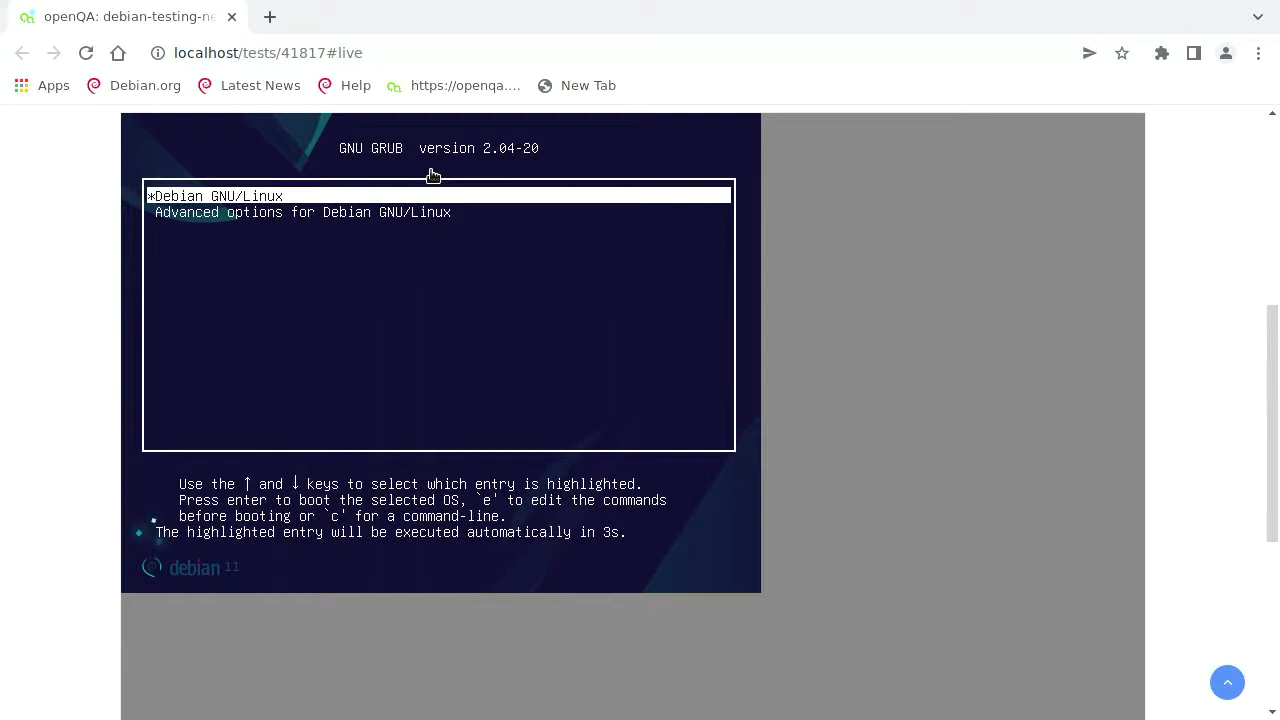 openQA: debian-testing-ne
localhost/tests/41817#live
Apps Debian.org Latest News Help https://openqa.... New Tab
GNU GRUB  version 2.04-20
*Debian GNU/Linux
Advanced options for Debian GNU/Linux
Use the ↑ and ↓ keys to select which entry is highlighted.
Press enter to boot the selected OS, `e' to edit the commands
before booting or `c' for a command-line.
The highlighted entry will be executed automatically in 3s.
debian 11